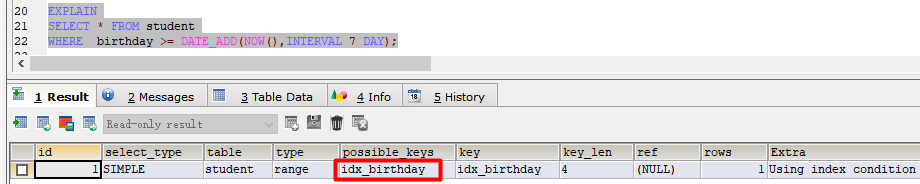 20 EXPLAIN
21 SELECT * FROM student
22 WHERE  birthday >= DATE_ADD(NOW(),INTERVAL 7 DAY);
1 Result 2 Messages 3 Table Data 4 Info 5 History
Read-only result
id select_type table type possible_keys key key_len ref rows Extra
1 SIMPLE student range idx_birthday idx_birthday 4 (NULL) 1 Using index condition